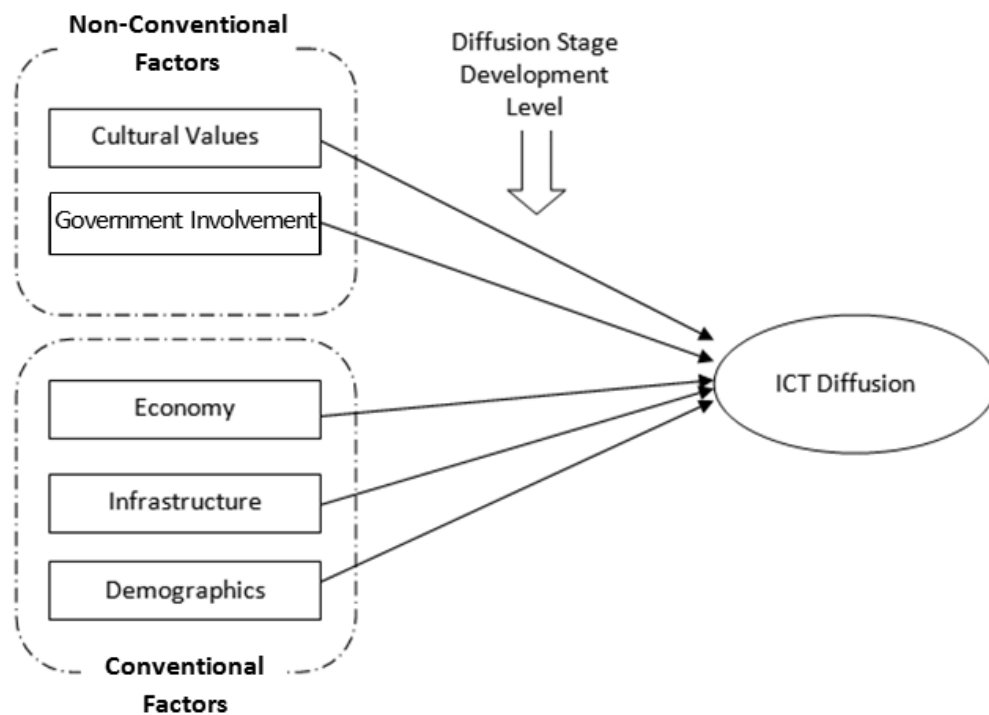 Non-Conventional
Factors
Cultural Values
Government Involvement
Diffusion Stage
Development
Level
Economy
Infrastructure
Demographics
Conventional
Factors
ICT Diffusion